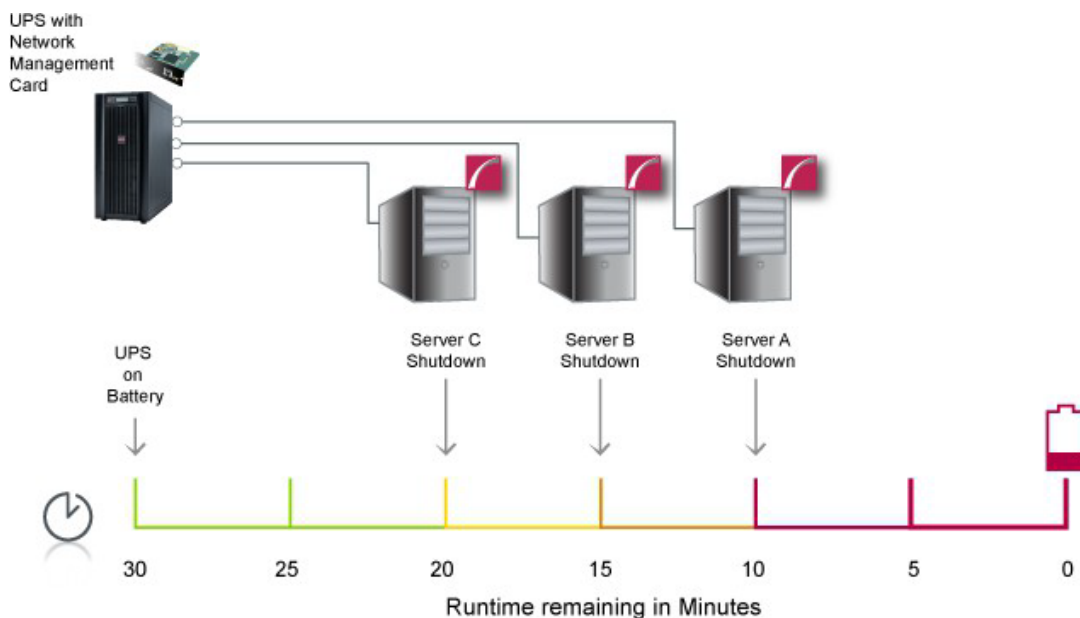 UPS with
Network
Management
Card
Server C
Shutdown
Server B
Shutdown
Server A
Shutdown
UPS
on
Battery
30
25
20
15
10
5
0
Runtime remaining in Minutes